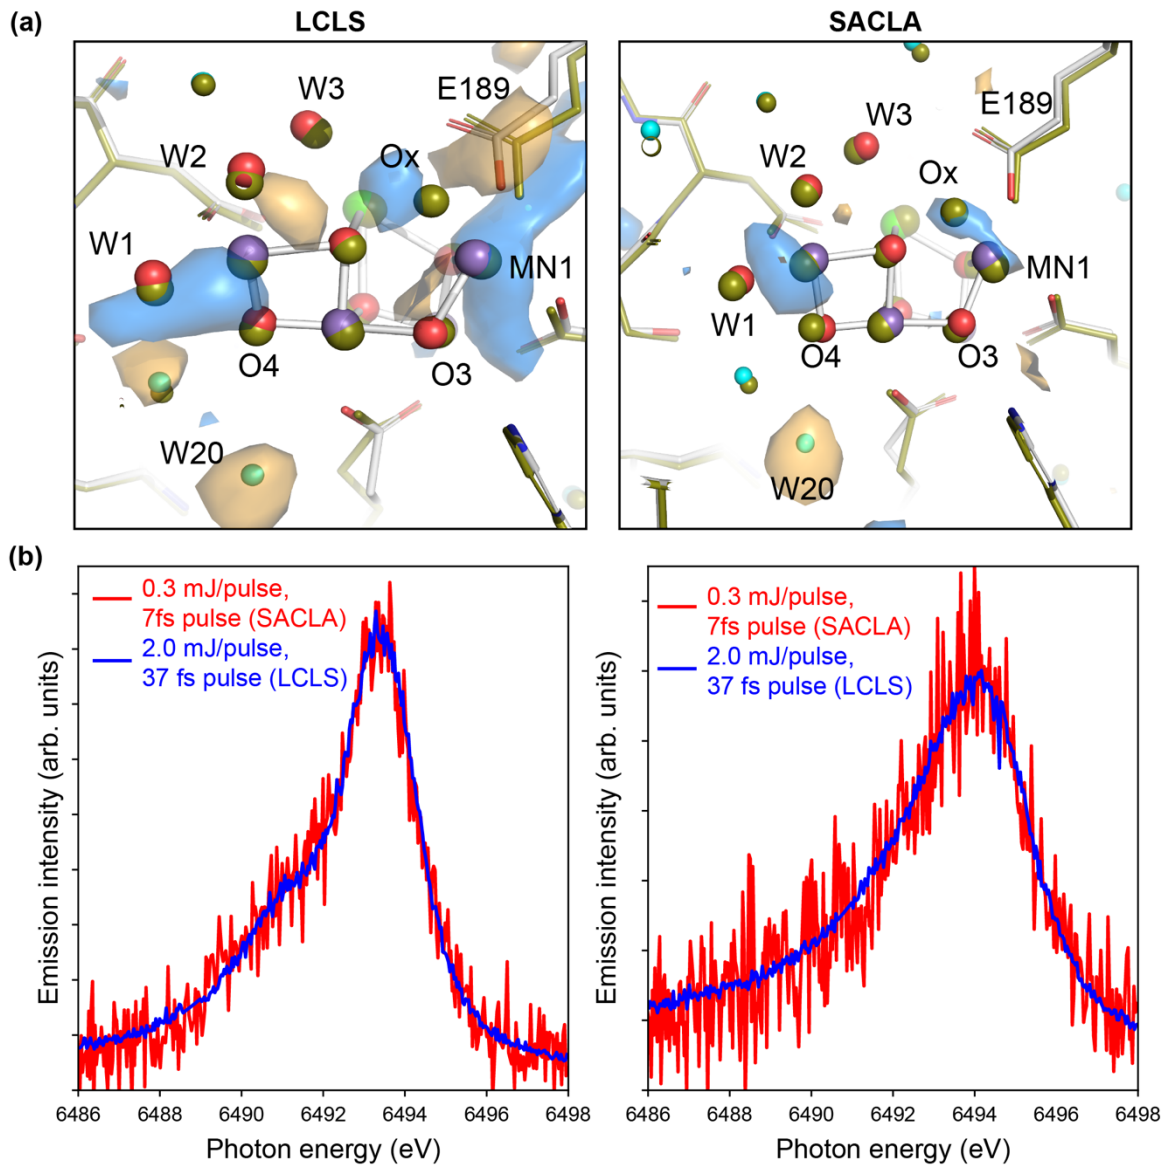 (a)
LCLS
SACLA
W3
E189
W2
Ox
W1
MN1
O4
O3
W20
W3
E189
W2
Ox
W1
MN1
O4
O3
W20
(b)
0.3 mJ/pulse,
7fs pulse (SACLA)
2.0 mJ/pulse,
37 fs pulse (LCLS)
Emission intensity (arb. units)
6486 6488 6490 6492 6494 6496 6498
Photon energy (eV)
0.3 mJ/pulse,
7fs pulse (SACLA)
2.0 mJ/pulse,
37 fs pulse (LCLS)
Emission intensity (arb. units)
6486 6488 6490 6492 6494 6496 6498
Photon energy (eV)